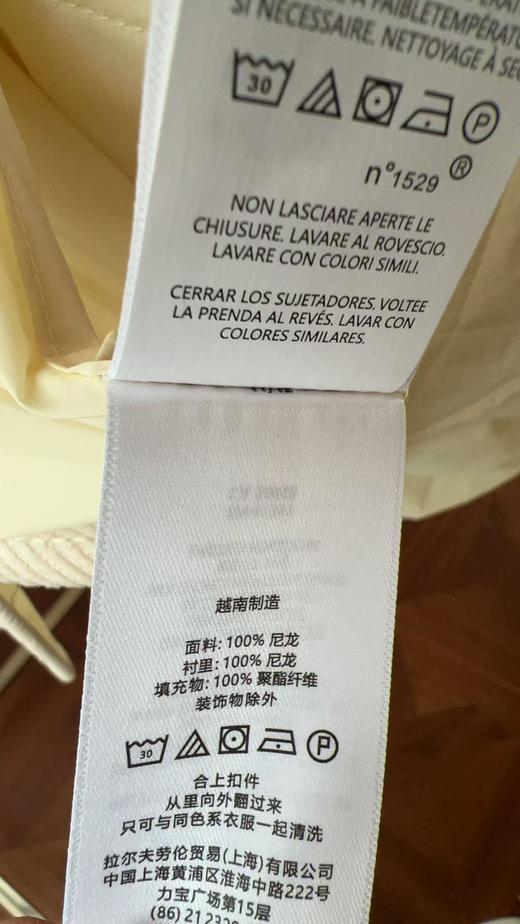 SI NÉCESSAIRE. NETTOYAGE À SEC
30
P
n°1529 ®
NON LASCIARE APERTE LE
CHIUSURE. LAVARE AL ROVESCIO.
LAVARE CON COLORI SIMILI.
CERRAR LOS SUJETADORES. VOLTEE
LA PRENDA AL REVÉS. LAVAR CON
COLORES SIMILARES.
越南制造
面料: 100% 尼龙
衬里: 100% 尼龙
填充物: 100% 聚酯纤维
装饰物除外
30
P
合上扣件
从里向外翻过来
只可与同色系衣服一起清洗
拉尔夫劳伦贸易(上海)有限公司
中国上海黄浦区淮海中路222号
力宝广场第15层
(86) 21